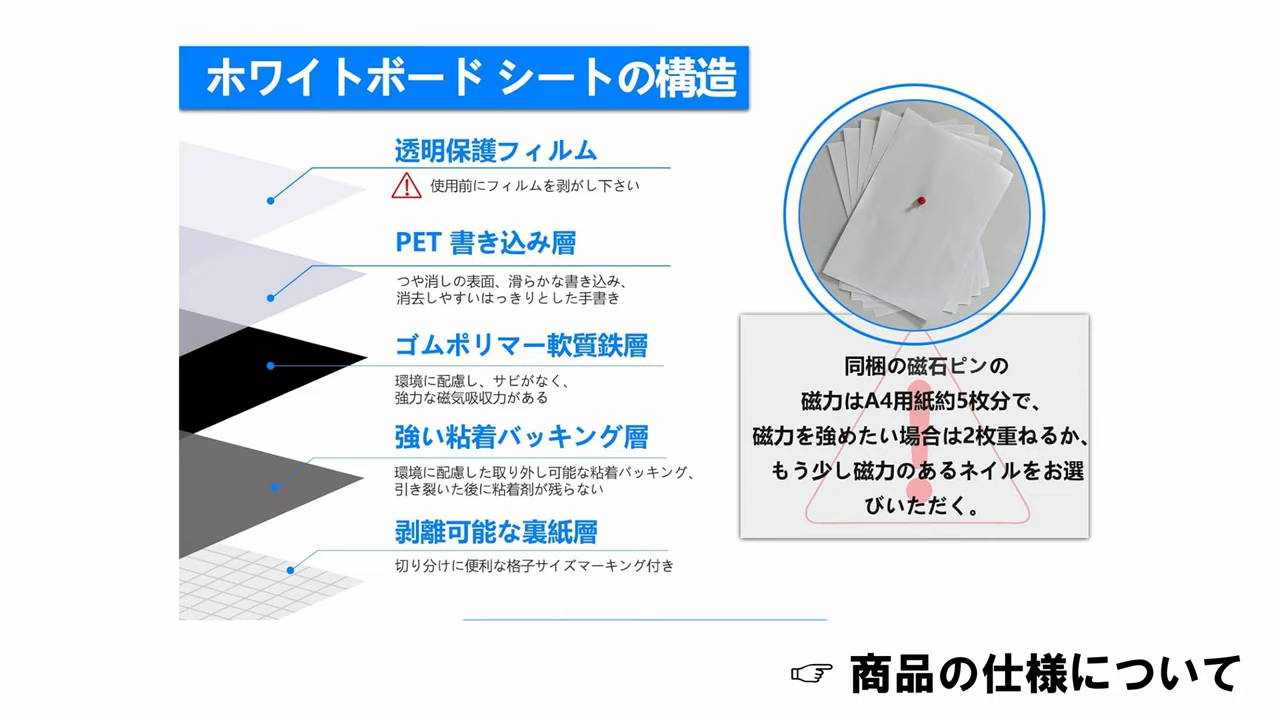 ホワイトボード シートの構造
透明保護フィルム
使用前にフィルムを剥がし下さい
PET 書き込み層
つや消しの表面、滑らかな書き込み、
消去しやすいはっきりとした手書き
ゴムポリマー軟質鉄層
環境に配慮し、サビがなく、
強力な磁気吸収力がある
強い粘着バッキング層
環境に配慮した取り外し可能な粘着バッキング、
引き裂いた後に粘着剤が残らない
剥離可能な裏紙層
切り分けに便利な格子サイズマーキング付き
同梱の磁石ピンの
磁力はA4用紙約5枚分で、
磁力を強めたい場合は2枚重ねるか、
もう少し磁力のあるネイルをお選
びいただく。
☞ 商品の仕様について